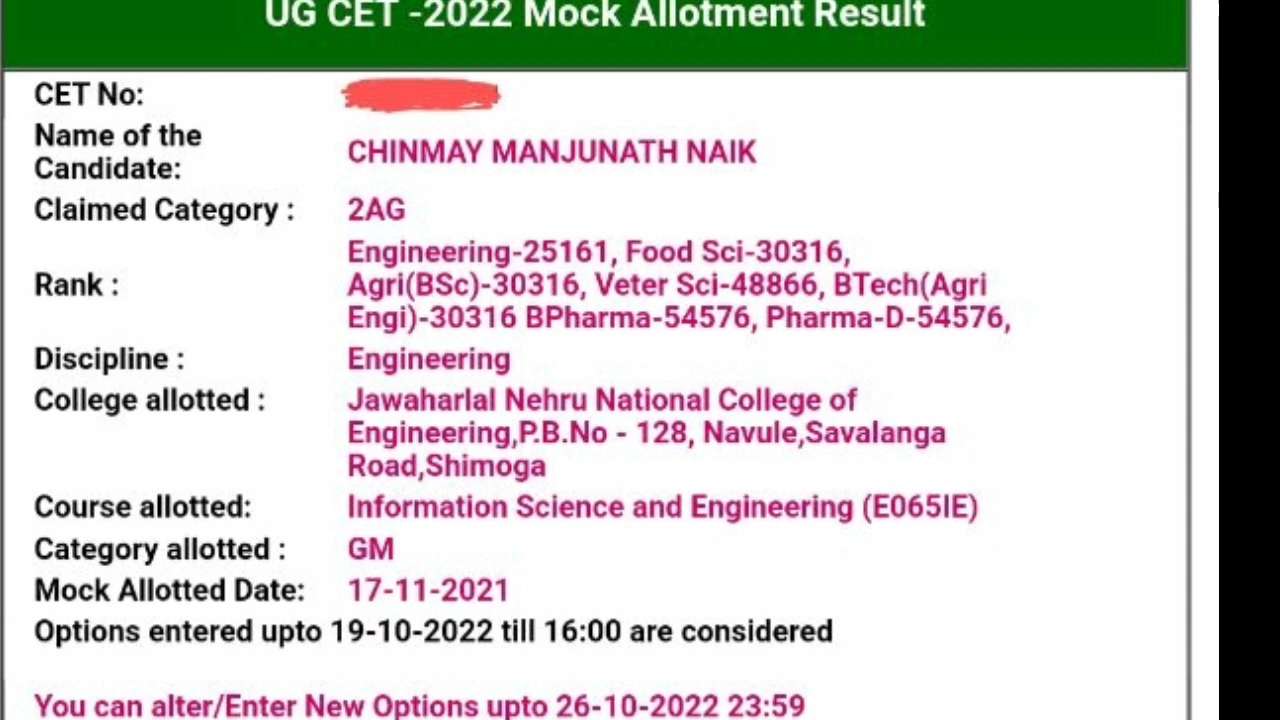 UG CET -2022 Mock Allotment Result
CET No:
Name of the
Candidate:
CHINMAY MANJUNATH NAIK
Claimed Category :
2AG
Rank :
Engineering-25161, Food Sci-30316,
Agri(BSc)-30316, Veter Sci-48866, BTech(Agri
Engi)-30316 BPharma-54576, Pharma-D-54576,
Discipline :
Engineering
College allotted :
Jawaharlal Nehru National College of
Engineering,P.B.No - 128, Navule,Savalanga
Road,Shimoga
Course allotted:
Information Science and Engineering (E065IE)
Category allotted :
GM
Mock Allotted Date:
17-11-2021
Options entered upto 19-10-2022 till 16:00 are considered
You can alter/Enter New Options upto 26-10-2022 23:59